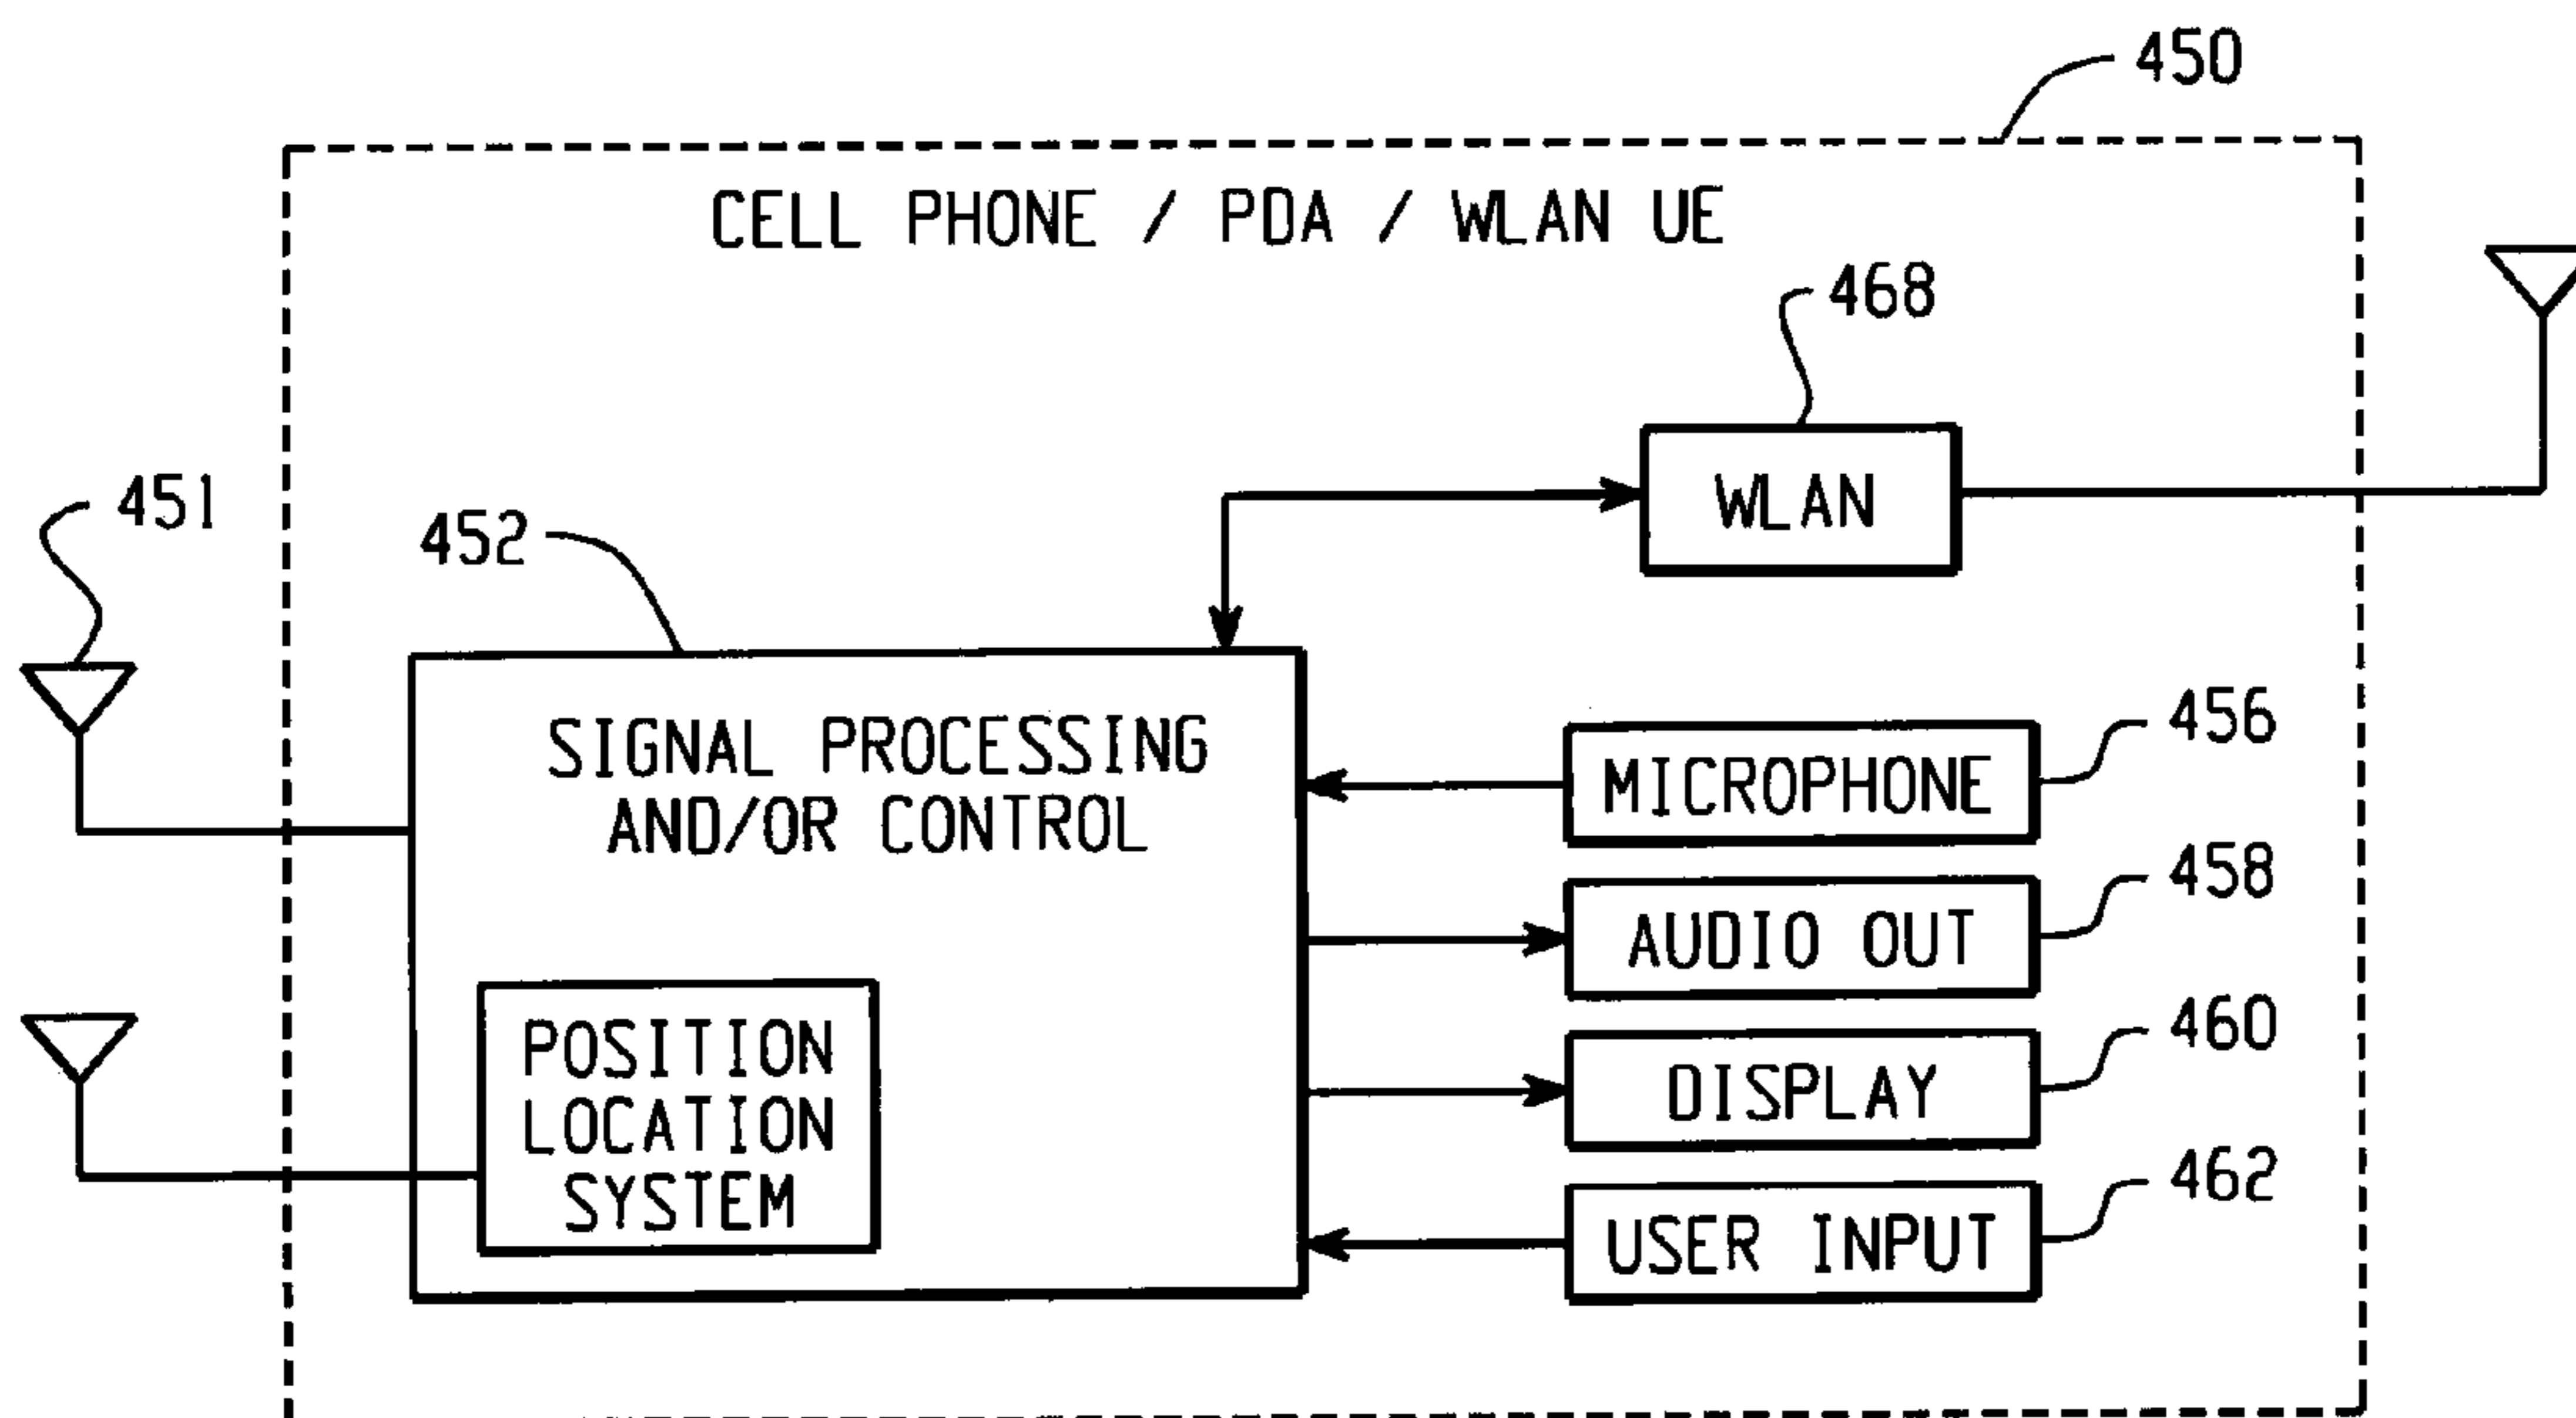 450
CELL PHONE / PDA / WLAN UE
468
451
452
WLAN
SIGNAL PROCESSING
AND/OR CONTROL
456
MICROPHONE
458
AUDIO OUT
460
DISPLAY
462
USER INPUT
POSITION
LOCATION
SYSTEM